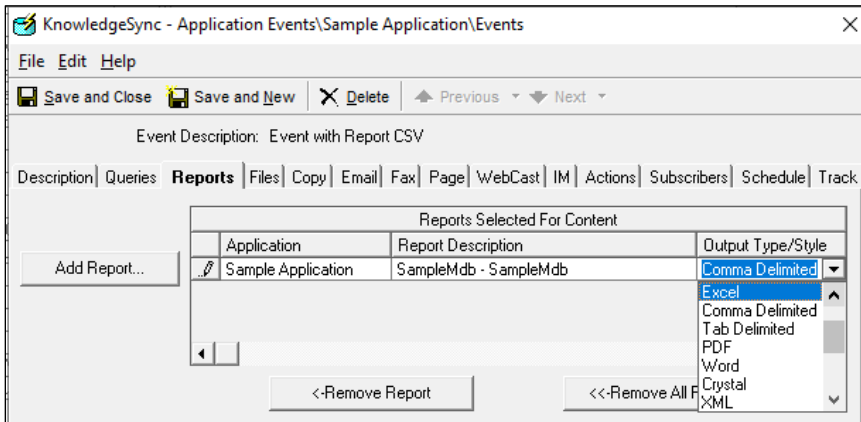 KnowledgeSync - Application Events\Sample Application\Events
File Edit Help
Save and Close Save and New Delete Previous Next
Event Description: Event with Report CSV
Description Queries Reports Files Copy Email Fax Page WebCast IM Actions Subscribers Schedule Track
Reports Selected For Content
Application Report Description Output Type/Style
Add Report... Sample Application SampleMdb - SampleMdb Comma Delimited
Excel
Comma Delimited
Tab Delimited
PDF
Word
<-Remove Report <<-Remove All Crystal
XML